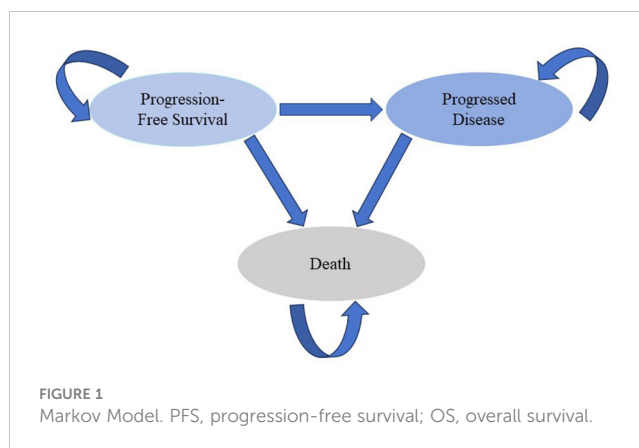 Progression-
Free Survival
Progressed
Disease
Death
FIGURE 1
Markov Model. PFS, progression-free survival; OS, overall survival.